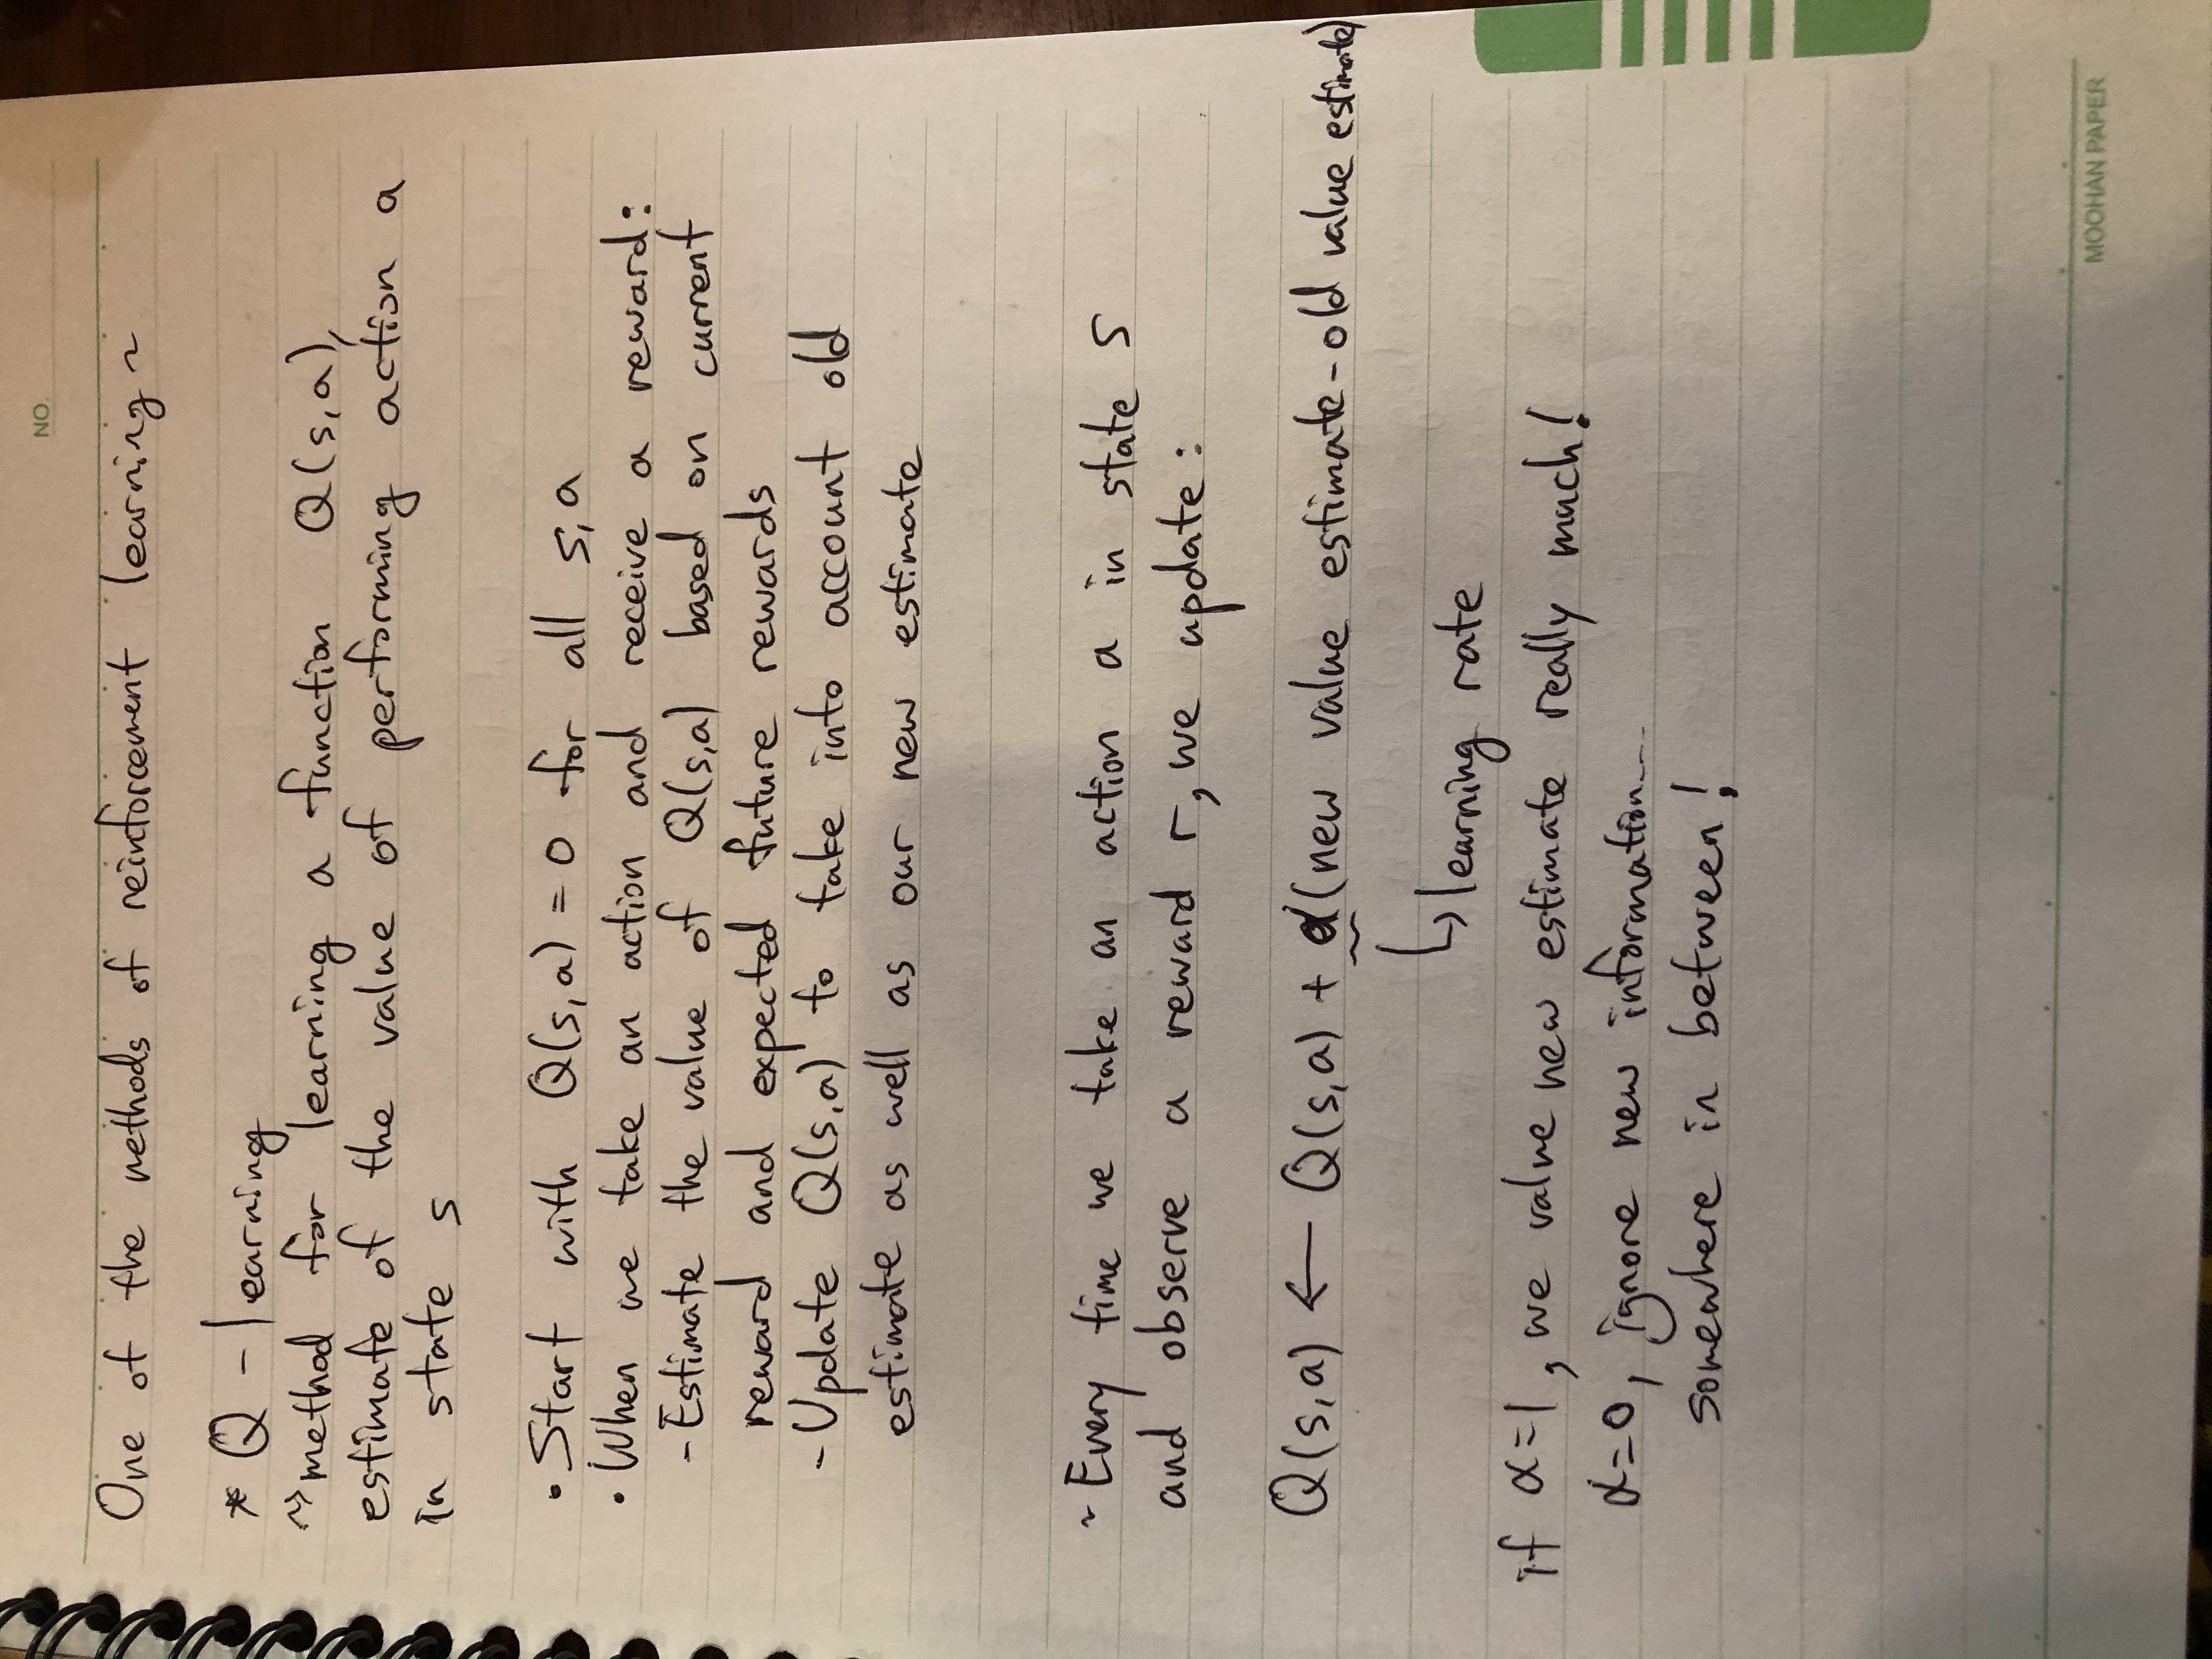 NO.
One of the methods of reinforcement learning ~
* Q - learning
~> method for learning a function Q(s,a),
estimate of the value of performing action a
in state s
• Start with Q(s,a) = 0 for all s, a
• When we take an action and receive a reward:
- Estimate the value of Q(s,a) based on current
reward and expected future rewards
- Update Q(s,a) to take into account old
estimate as well as our new estimate
~ Every time we take an action a in state s
and observe a reward r, we update:
Q(s,a) ← Q(s,a) + α(new value estimate - old value estimate)
↳ learning rate
if α=1, we value new estimate really much!
α=0, ignore new information....
somewhere in between!
MOOHAN PAPER